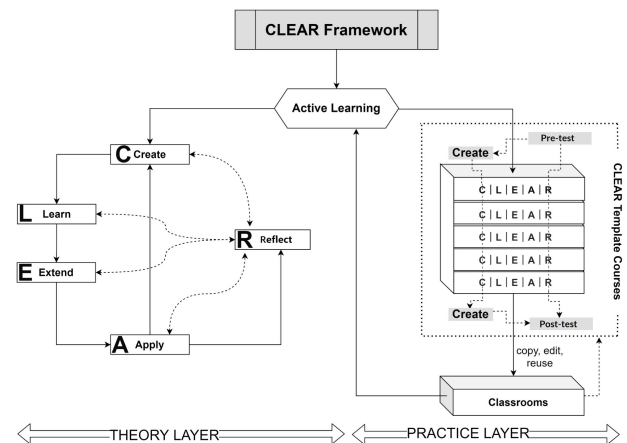 CLEAR Framework
Active Learning
C Create
L Learn
E Extend
A Apply
R Reflect
Pre-test
Create
C | L | E | A | R
C | L | E | A | R
C | L | E | A | R
C | L | E | A | R
C | L | E | A | R
Create
Post-test
CLEAR Template Courses
copy, edit,
reuse
Classrooms
THEORY LAYER
PRACTICE LAYER